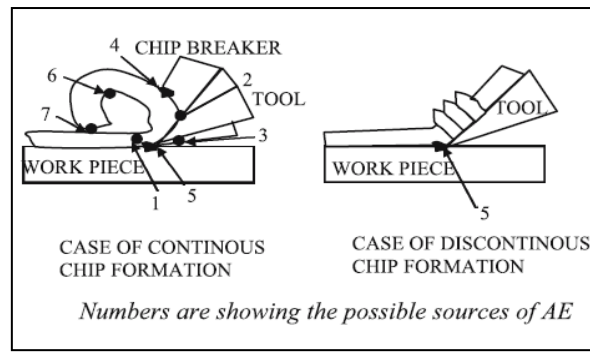 4 CHIP BREAKER
6 2
TOOL TOOL
7 3
WORK PIECE WORK PIECE
1 5 5
CASE OF CONTINOUS
CHIP FORMATION
CASE OF DISCONTINOUS
CHIP FORMATION
Numbers are showing the possible sources of AE